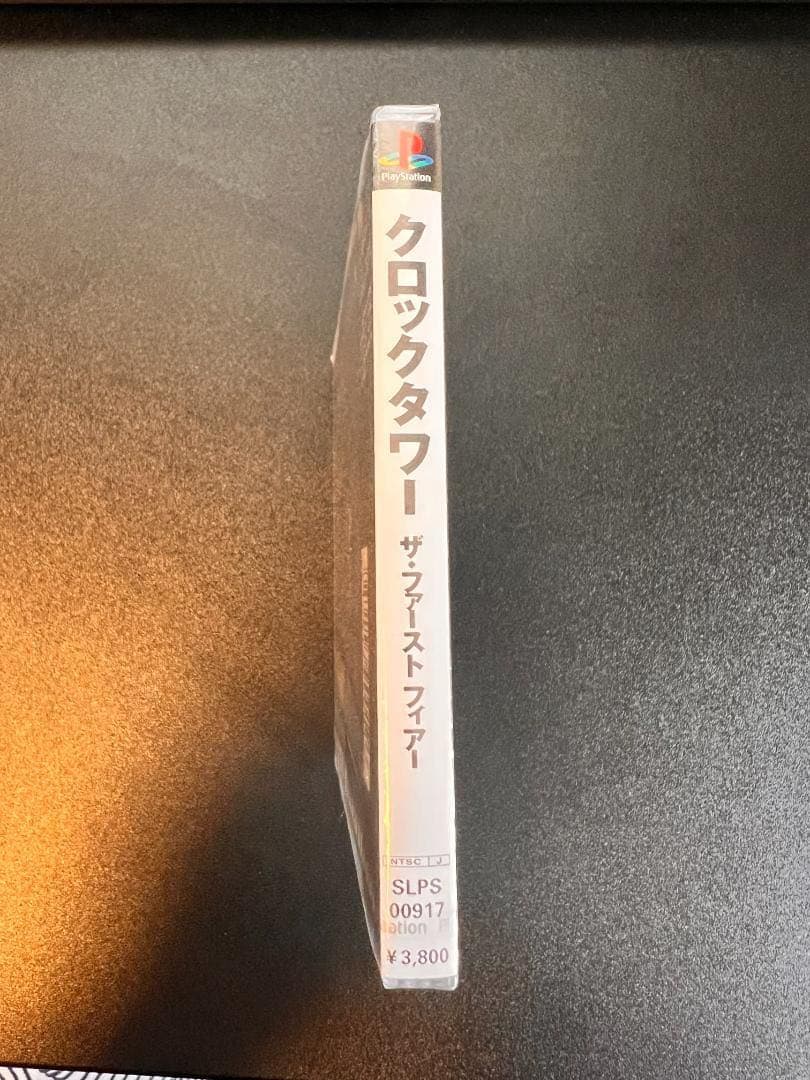 PlayStation
クロックタワー
ザ・ファースト フィアー
NTSC J
SLPS
00917
ation P
¥3,800